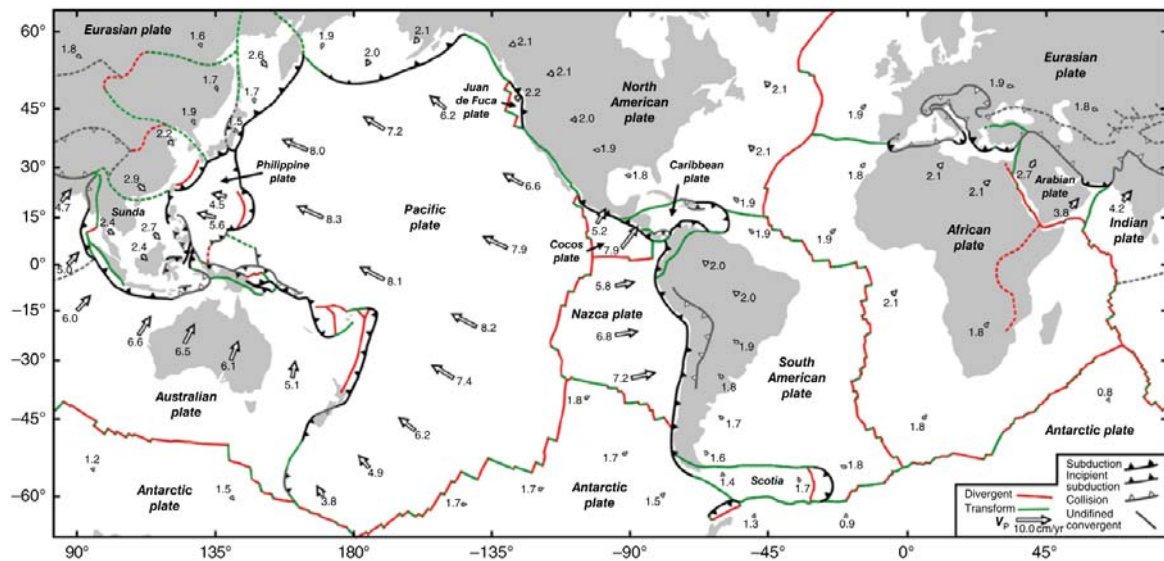 60°
45°
30°
15°
0°
−15°
−30°
−45°
−60°
Eurasian plate
1.8
1.6
2.6
1.9
2.0
2.1
2.1
1.7
1.7
1.9
2.2
2.9
4.7
Sunda
2.4
2.7
2.4
5.0
6.0
Philippine
plate
4.5
5.6
8.0
7.2
6.2
Juan
de Fuca
plate
2.2
2.1
North
American
plate
2.0
1.9
1.8
8.3
6.6
Pacific
plate
7.9
8.1
8.2
7.4
6.2
4.9
3.8
6.6
6.5
6.1
5.1
Australian
plate
1.2
1.5
Antarctic
plate
Caribbean
plate
5.2
7.9
Cocos
plate
5.8
Nazca plate
6.8
7.2
1.8
1.7
1.7
1.7
1.5
Antarctic
plate
2.0
2.0
1.9
1.8
1.7
1.6
1.4
1.3
Scotia
1.7
1.8
0.9
South
American
plate
1.9
1.9
2.1
2.1
1.9
1.9
1.8
2.1
1.8
1.8
2.1
2.1
African
plate
Eurasian
plate
1.9
1.8
2.7
Arabian
plate
3.8
4.2
Indian
plate
0.8
Antarctic plate
Subduction
Incipient
subduction
Divergent
Collision
Transform
Undifined
convergent
VP
10.0 cm/yr
90
135
180
−135
−90
−45
0°
45